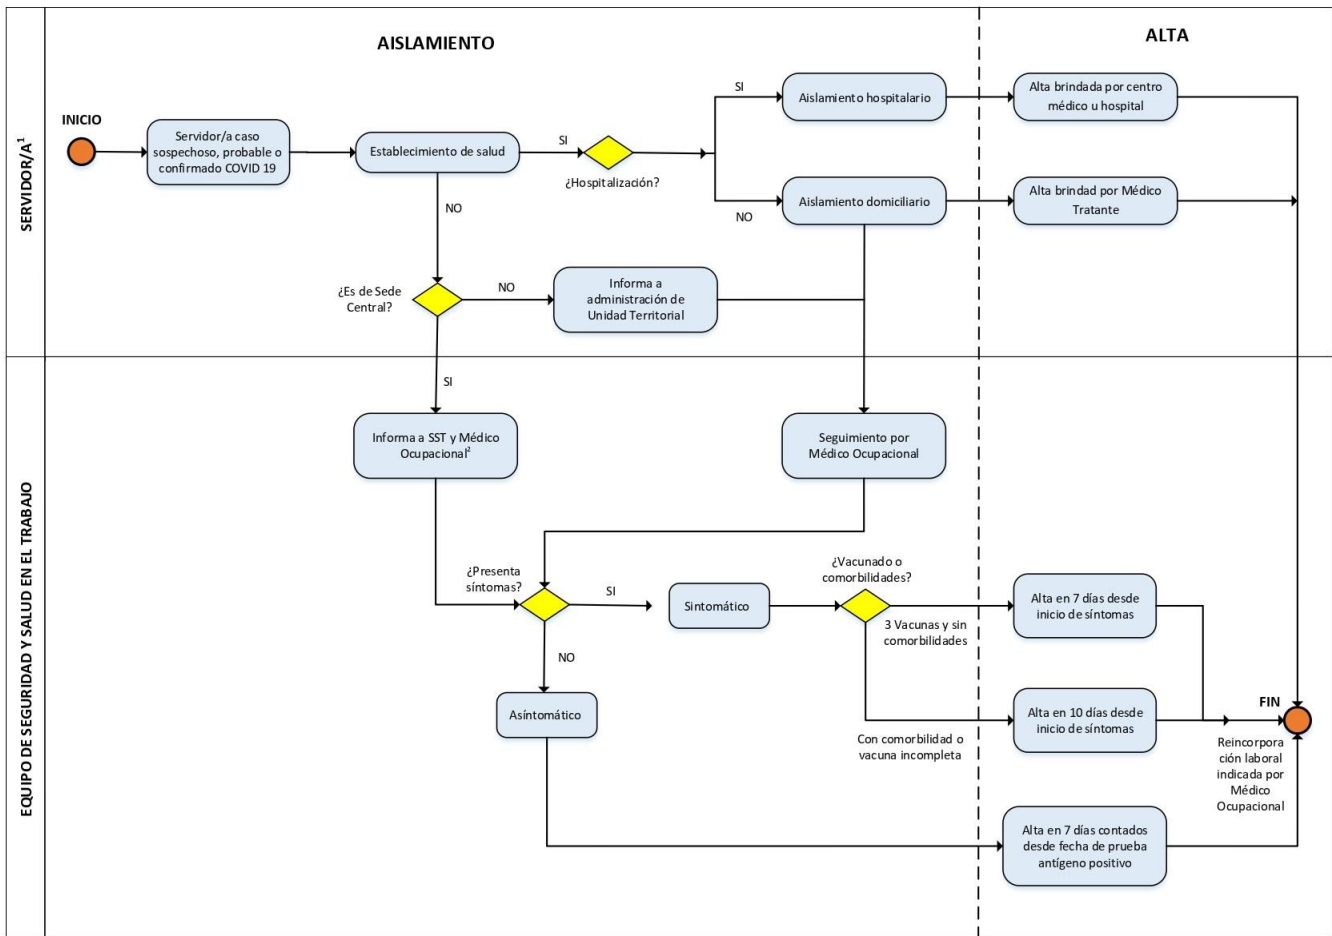 AISLAMIENTO
ALTA
SERVIDOR/A¹
INICIO
Servidor/a caso
sospechoso, probable o
confirmado COVID 19
Establecimiento de salud
SI
¿Hospitalización?
SI
Aislamiento hospitalario
Alta brindada por centro
médico u hospital
NO
Aislamiento domiciliario
Alta brindad por Médico
Tratante
NO
¿Es de Sede
Central?
NO
Informa a
administración de
Unidad Territorial
EQUIPO DE SEGURIDAD Y SALUD EN EL TRABAJO
SI
Informa a SST y Médico
Ocupacional²
Seguimiento por
Médico Ocupacional
¿Presenta
síntomas?
SI
Sintomático
¿Vacunado o
comorbilidades?
3 Vacunas y sin
comorbilidades
Alta en 7 días desde
inicio de síntomas
NO
Asíntomático
Con comorbilidad o
vacuna incompleta
Alta en 10 días desde
inicio de síntomas
FIN
Reincorpora
ción laboral
indicada por
Médico
Ocupacional
Alta en 7 días contados
desde fecha de prueba
antígeno positivo